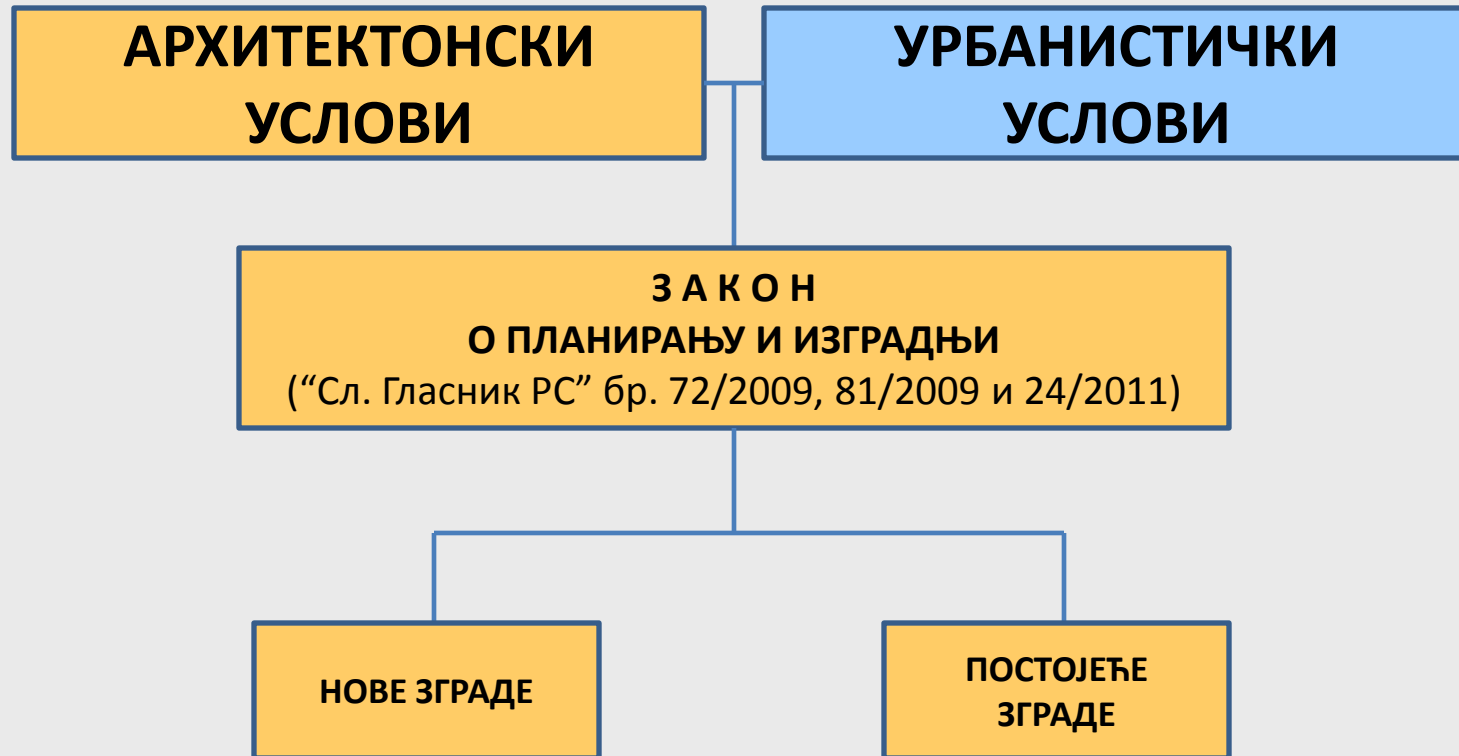 АРХИТЕКТОНСКИ
УСЛОВИ
УРБАНИСТИЧКИ
УСЛОВИ
З А К О Н
О ПЛАНИРАЊУ И ИЗГРАДЊИ
(“Сл. Гласник РС” бр. 72/2009, 81/2009 и 24/2011)
НОВЕ ЗГРАДЕ
ПОСТОЈЕЋЕ
ЗГРАДЕ